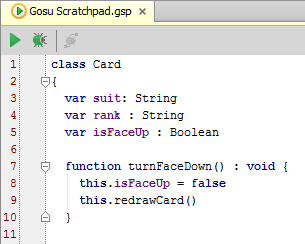 Gosu Scratchpad.gsp ×
1 class Card
2 {
3 var suit: String
4 var rank : String
5 var isFaceUp : Boolean
6
7 function turnFaceDown() : void {
8 this.isFaceUp = false
9 this.redrawCard()
10 }
11